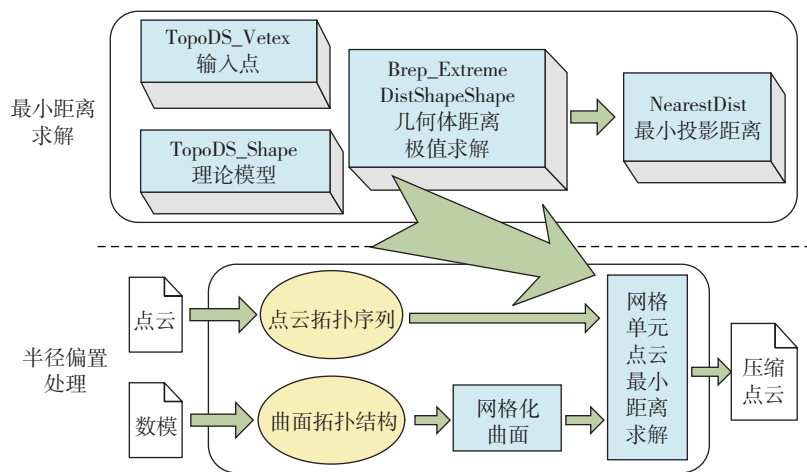 TopoDS_Vetex
输入点
TopoDS_Shape
理论模型
Brep_Extreme
DistShapeShape
几何体距离
极值求解
NearestDist
最小投影距离
最小距离
求解
半径偏置
处理
点云
点云拓扑序列
数模
曲面拓扑结构
网格化
曲面
网格
单元
点云
最小
距离
求解
压缩
点云